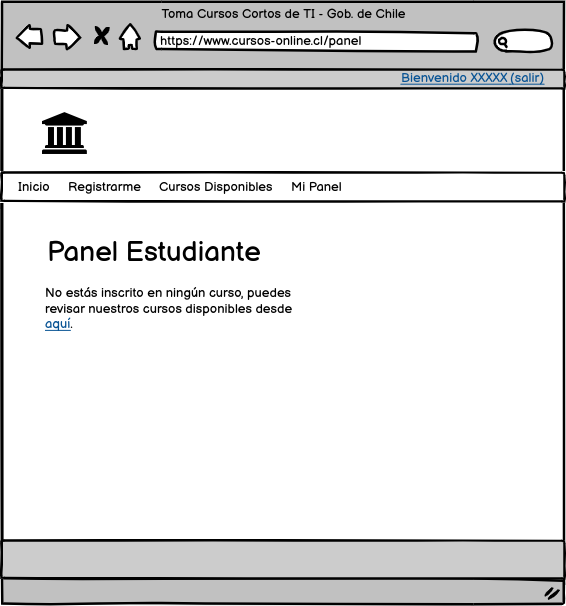 Toma Cursos Cortos de TI - Gob. de Chile
https://www.cursos-online.cl/panel
Bienvenido XXXXX (salir)
Inicio Registrarme Cursos Disponibles Mi Panel
Panel Estudiante
No estás inscrito en ningún curso, puedes
revisar nuestros cursos disponibles desde
aquí.